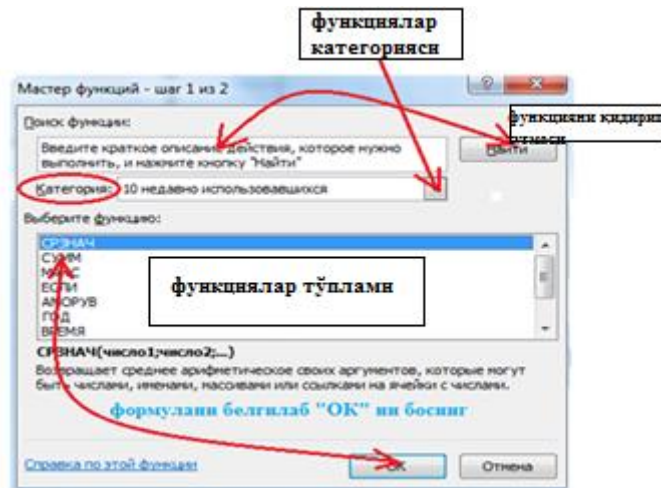 функциялар
категорияси
Мастер функций - шаг 1 из 2
Поиск функции:
Введите краткое описание действия, которое нужно
выполнить, и нажмите кнопку "Найти"
функцияни қидириш
Найти
Категория: 10 недавно использовавшихся
Выберите функцию:
СРЗНАЧ
СУММ
МАКС
ЕСЛИ
АМОРУВ
ГОД
ВРЕМЯ
функциялар тўплами
СРЗНАЧ(число1;число2;...)
Возвращает среднее арифметическое своих аргументов, которые могут
быть числами, именами, массивами или ссылками на ячейки с числами.
формулани белгилаб "ОК" ни босинг
Справка по этой функции
ОК
Отмена